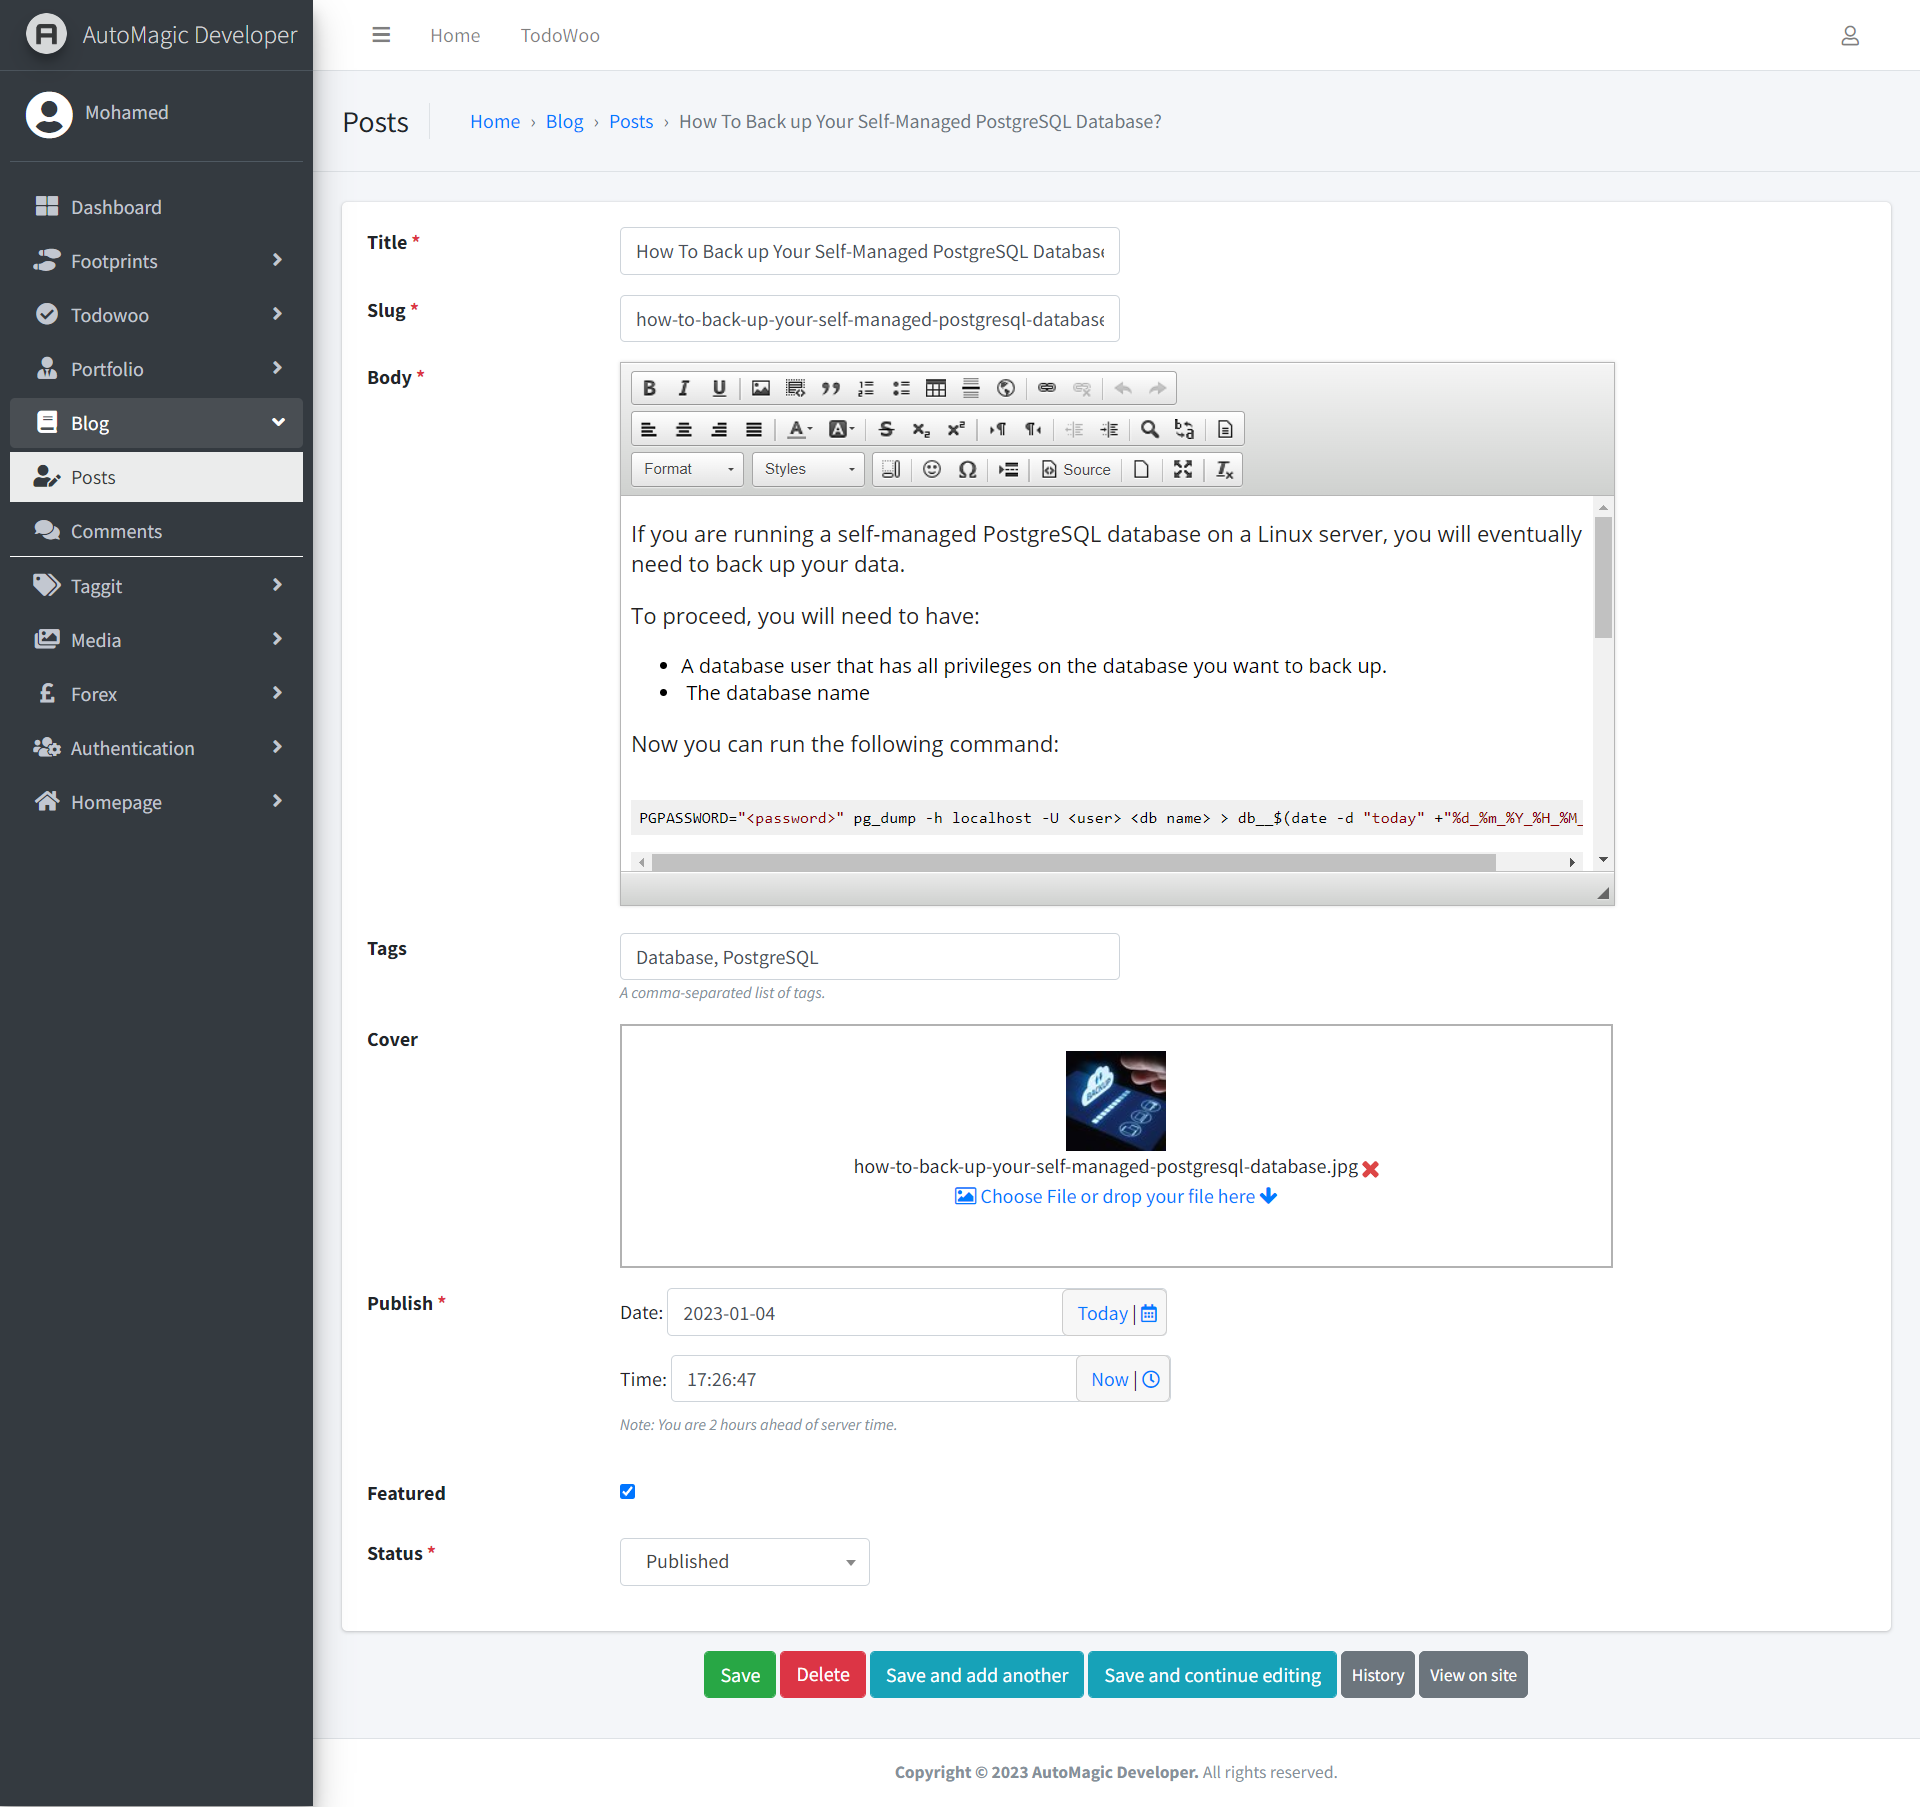 AutoMagic Developer
Home
TodoWoo
Mohamed
Posts
Home › Blog › Posts › How To Back up Your Self-Managed PostgreSQL Database?
Dashboard
Footprints
Todowoo
Portfolio
Blog
Posts
Comments
Taggit
Media
Forex
Authentication
Homepage
Title *
How To Back up Your Self-Managed PostgreSQL Database
Slug *
how-to-back-up-your-self-managed-postgresql-database
Body *
Format
Styles
Source
If you are running a self-managed PostgreSQL database on a Linux server, you will eventually
need to back up your data.
To proceed, you will need to have:
• A database user that has all privileges on the database you want to back up.
• The database name
Now you can run the following command:
PGPASSWORD="<password>" pg_dump -h localhost -U <user> <db name> > db__$(date -d "today" +"%d_%m_%Y_%H_%M_
Tags
Database, PostgreSQL
A comma-separated list of tags.
Cover
BACKUP
how-to-back-up-your-self-managed-postgresql-database.jpg
Choose File or drop your file here
Publish *
Date: 2023-01-04 Today |
Time: 17:26:47 Now |
Note: You are 2 hours ahead of server time.
Featured
Status *
Published
Save
Delete
Save and add another
Save and continue editing
History
View on site
Copyright © 2023 AutoMagic Developer. All rights reserved.